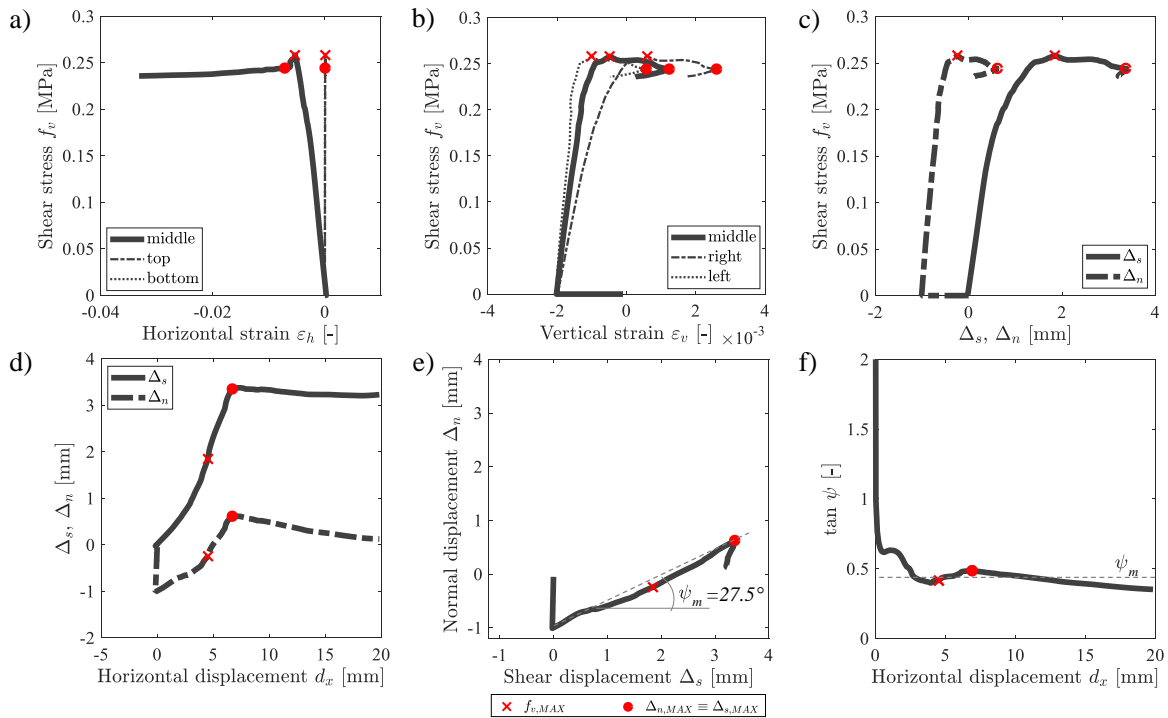 a)
0.3
0.25
0.2
0.15
0.1
0.05
0
Shear stress f_v [MPa]
middle
top
bottom
-0.04
-0.02
0
Horizontal strain ε_h [-]
b)
0.3
0.25
0.2
0.15
0.1
0.05
0
Shear stress f_v [MPa]
middle
right
left
-4
-2
0
2
4
Vertical strain ε_v [-] ×10⁻³
c)
0.3
0.25
0.2
0.15
0.1
0.05
0
Shear stress f_v [MPa]
Δ_s
Δ_n
-2
0
2
4
Δ_s, Δ_n [mm]
d)
4
3
2
1
0
-1
-2
Δ_s, Δ_n [mm]
Δ_s
Δ_n
-5
0
5
10
15
20
Horizontal displacement d_x [mm]
e)
4
3
2
1
0
-1
Normal displacement Δ_n [mm]
ψ_m=27.5°
-1
0
1
2
3
4
Shear displacement Δ_s [mm]
f)
2
1.5
1
0.5
0
tan ψ [-]
ψ_m
0
5
10
15
20
Horizontal displacement d_x [mm]
f_{v,MAX}
Δ_{n,MAX} ≡ Δ_{s,MAX}